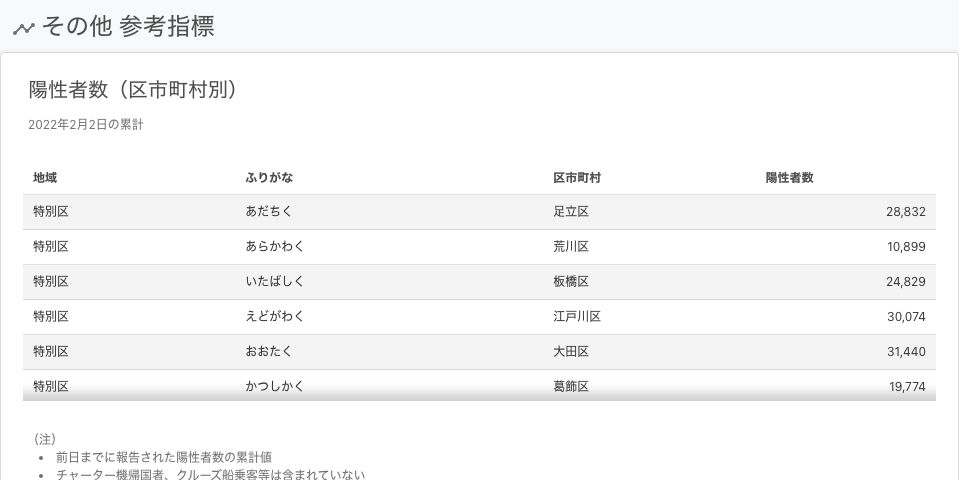 その他 参考指標
陽性者数（区市町村別）
2022年2月2日の累計
地域 ふりがな 区市町村 陽性者数
特別区 あだちく 足立区 28,832
特別区 あらかわく 荒川区 10,899
特別区 いたばしく 板橋区 24,829
特別区 えどがわく 江戸川区 30,074
特別区 おおたく 大田区 31,440
特別区 かつしかく 葛飾区 19,774
（注）
• 前日までに報告された陽性者数の累計値
• チャーター機帰国者、クルーズ船乗客等は含まれていない